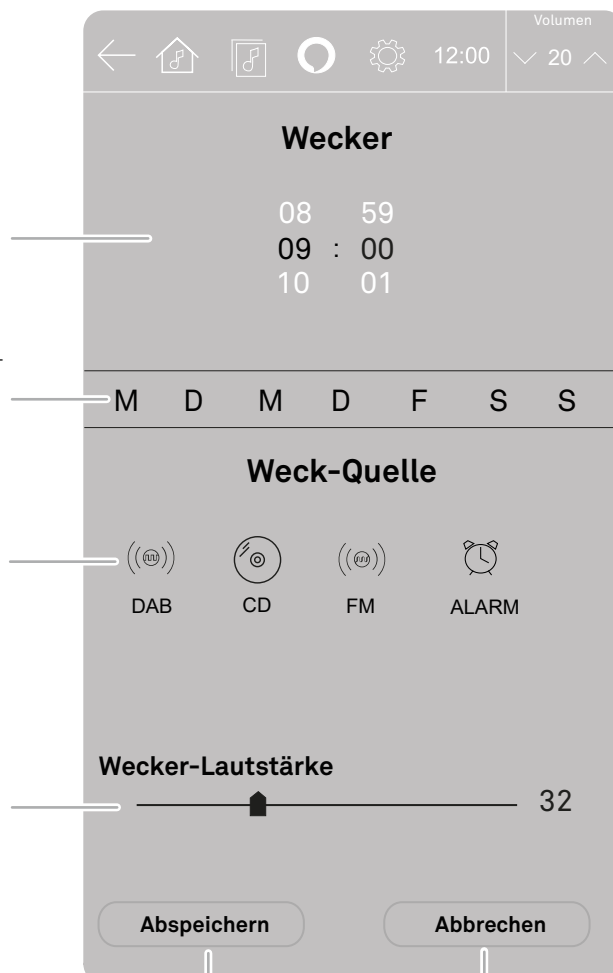 Volumen
12:00 20
Wecker
08 59
09 : 00
10 01
M D M D F S S
Weck-Quelle
DAB CD FM ALARM
Wecker-Lautstärke
32
Abspeichern Abbrechen